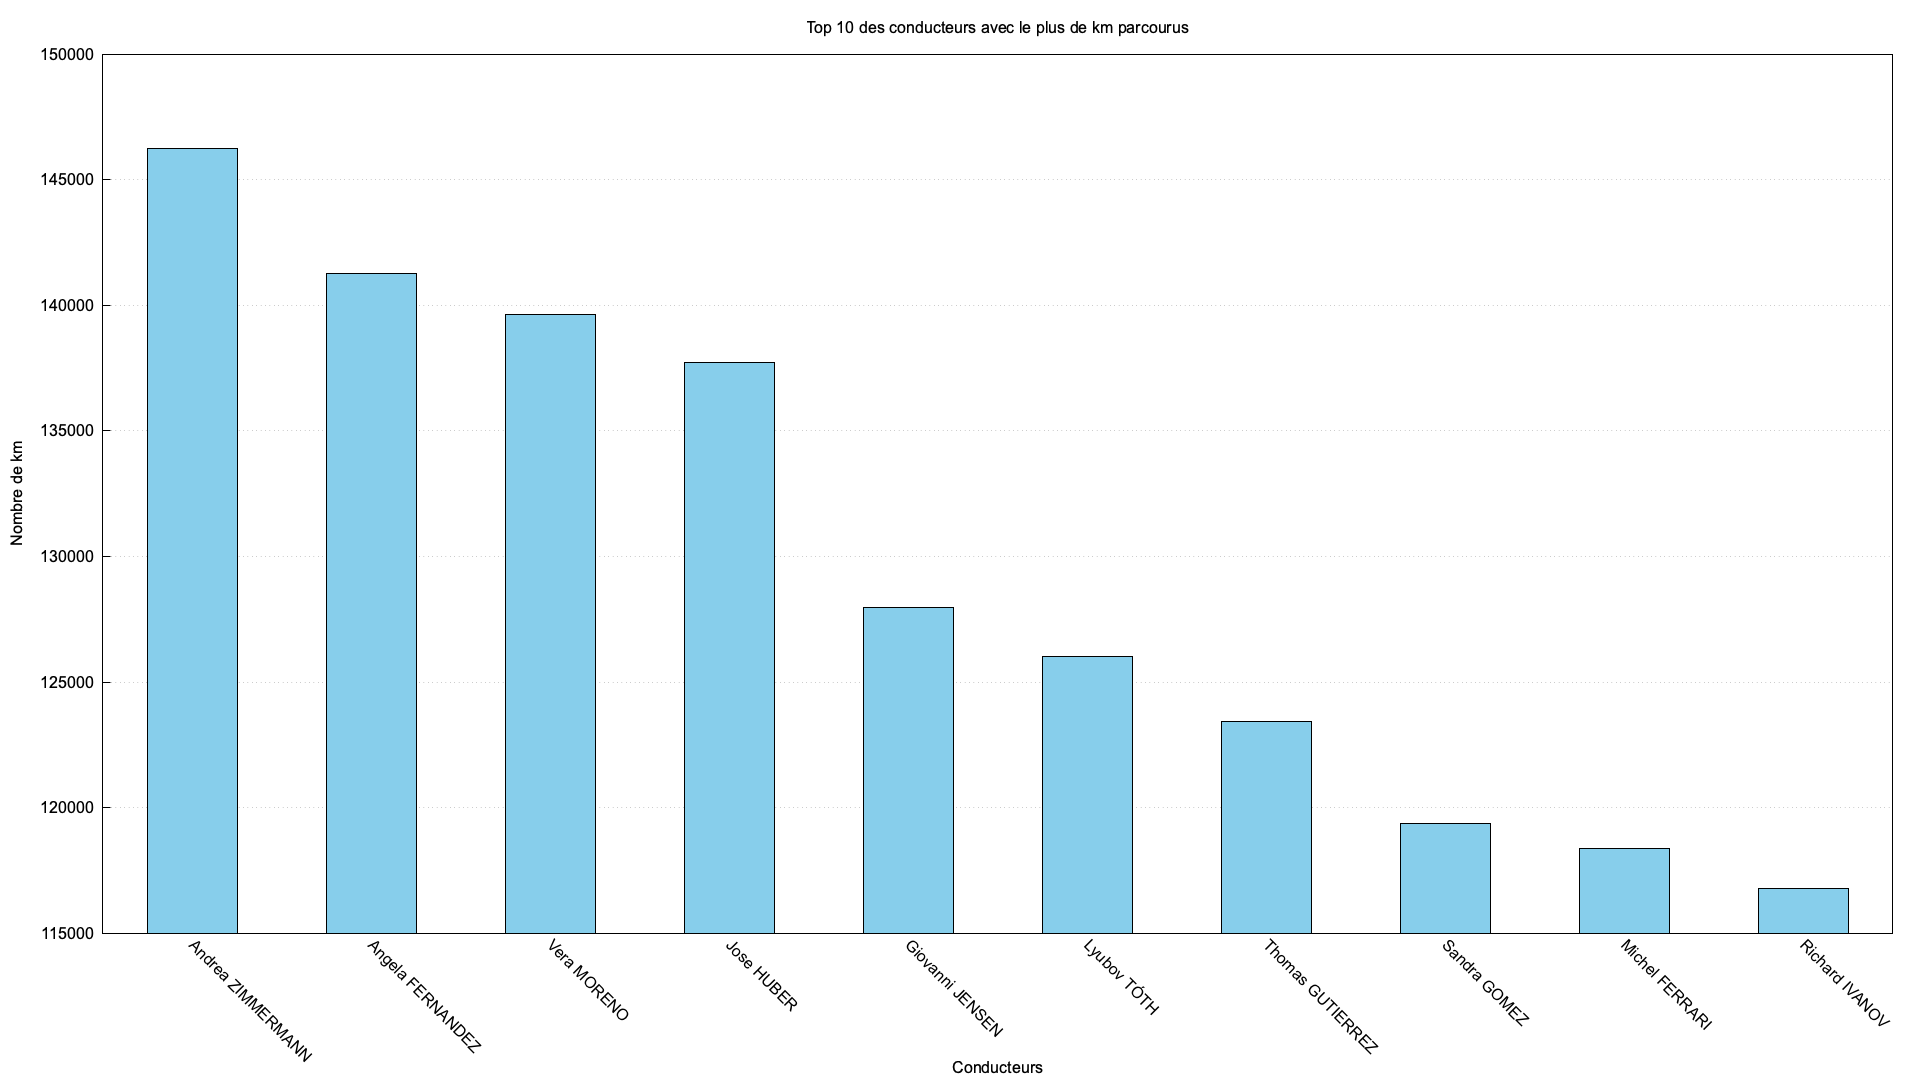 Top 10 des conducteurs avec le plus de km parcourus
150000
145000
140000
135000
130000
125000
120000
115000
Nombre de km
Andrea ZIMMERMANN
Angela FERNANDEZ
Vera MORENO
Jose HUBER
Giovanni JENSEN
Lyubov TÓTH
Thomas GUTIERREZ
Sandra GOMEZ
Michel FERRARI
Richard IVANOV
Conducteurs